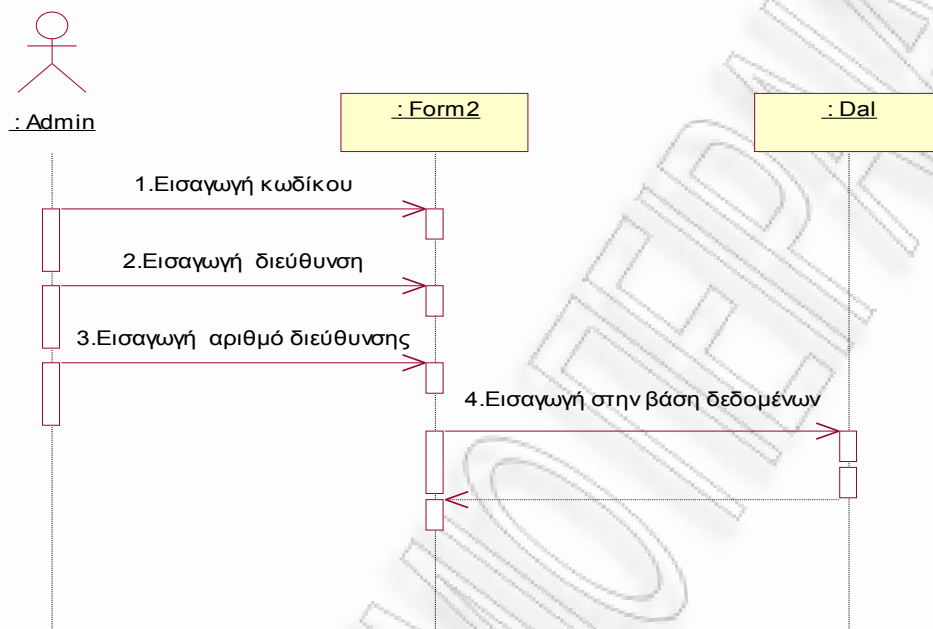 : Admin
: Form2
: Dal
1.Εισαγωγή κωδίκου
2.Εισαγωγή διεύθυνση
3.Εισαγωγή αριθμό διεύθυνσης
4.Εισαγωγή στην βάση δεδομένων